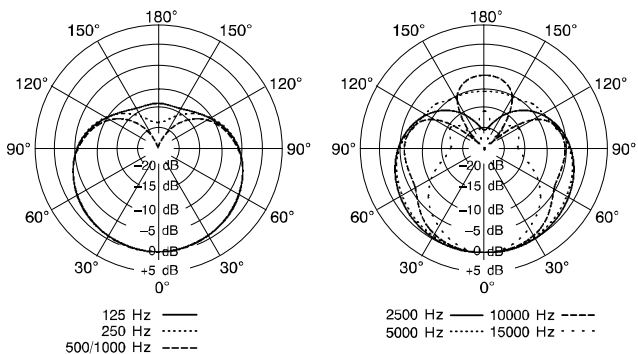 180°
150° 150°
120° 120°
90° 90°
60° 60°
30° 30°
0°
−20 dB
−15 dB
−10 dB
−5 dB
0 dB
+5 dB
125 Hz
250 Hz
500/1000 Hz
180°
150° 150°
120° 120°
90° 90°
60° 60°
30° 30°
0°
−20 dB
−15 dB
−10 dB
−5 dB
0 dB
+5 dB
2500 Hz 10000 Hz
5000 Hz 15000 Hz